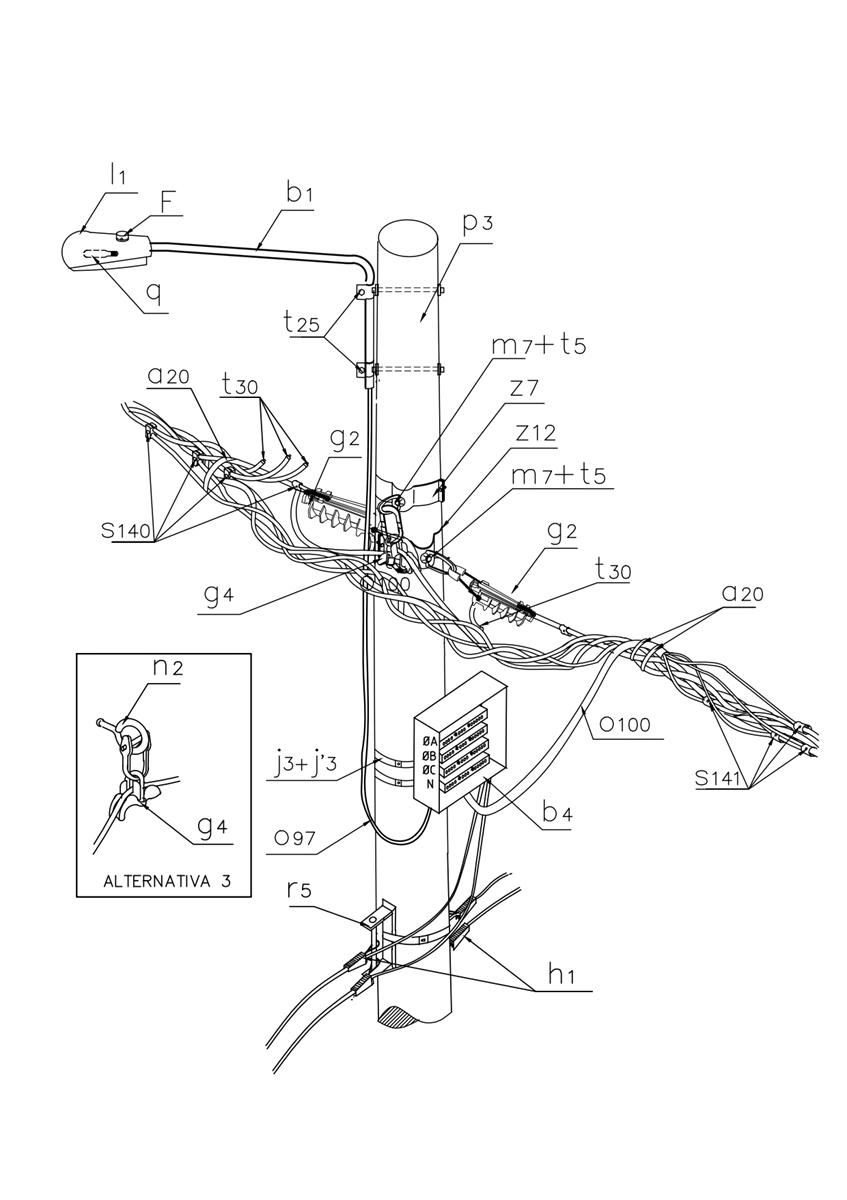 l1
F
b1
p3
q
t25
m7+t5
a20
t30
z7
g2
z12
m7+t5
S140
g2
g4
t30
a20
n2
O100
j3+j'3
ØA
ØB
ØC
N
S141
b4
g4
O97
ALTERNATIVA 3
r5
h1